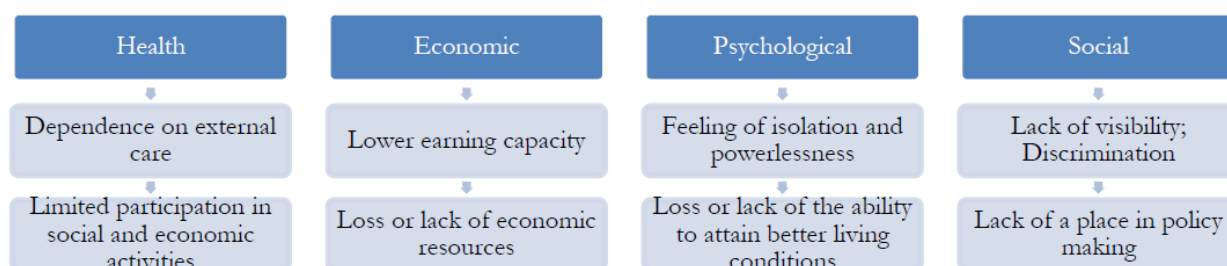 Health
Dependence on external
care
Limited participation in
social and economic
activities
Economic
Lower earning capacity
Loss or lack of economic
resources
Psychological
Feeling of isolation and
powerlessness
Loss or lack of the ability
to attain better living
conditions
Social
Lack of visibility;
Discrimination
Lack of a place in policy
making